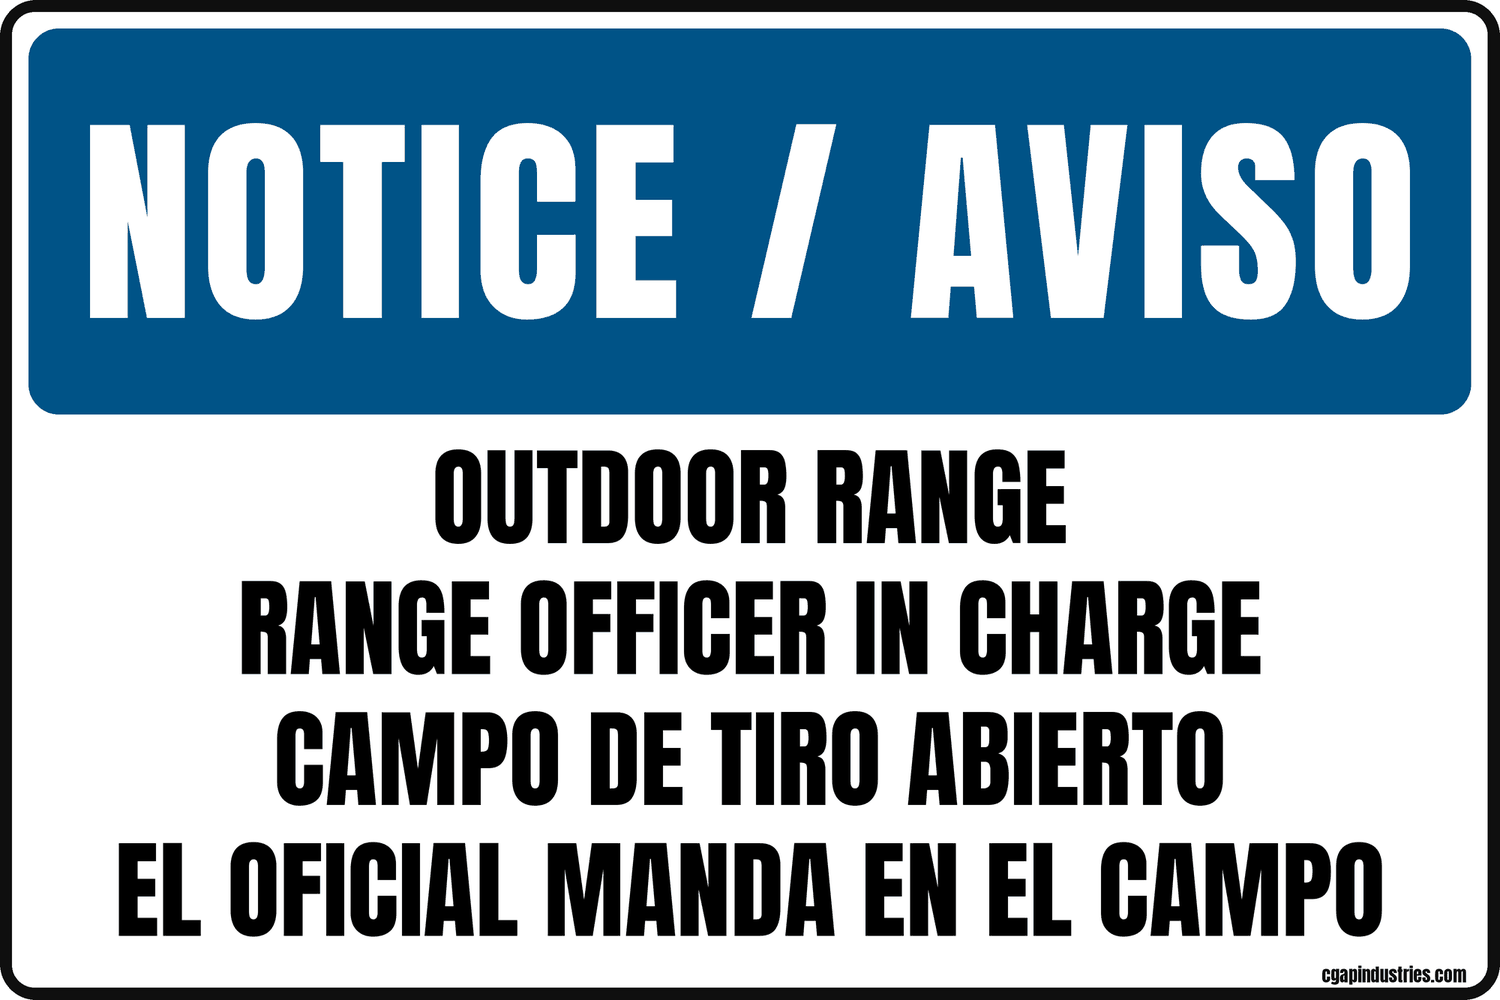 NOTICE / AVISO
OUTDOOR RANGE
RANGE OFFICER IN CHARGE
CAMPO DE TIRO ABIERTO
EL OFICIAL MANDA EN EL CAMPO
cgapindustries.com